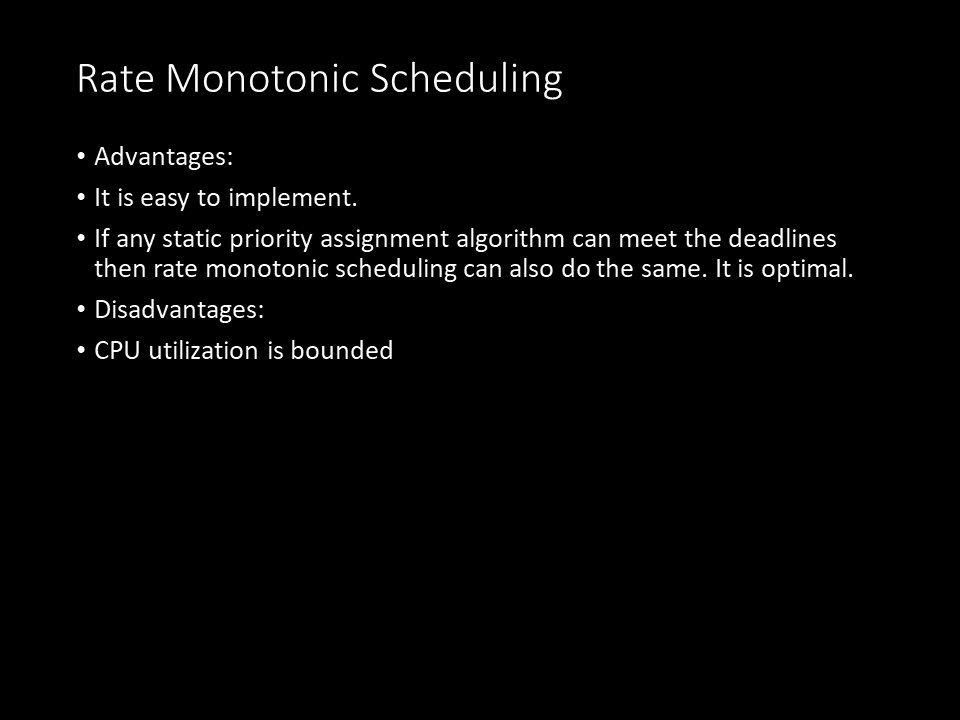 Rate Monotonic Scheduling
• Advantages:
• It is easy to implement.
• If any static priority assignment algorithm can meet the deadlines
then rate monotonic scheduling can also do the same. It is optimal.
• Disadvantages:
• CPU utilization is bounded